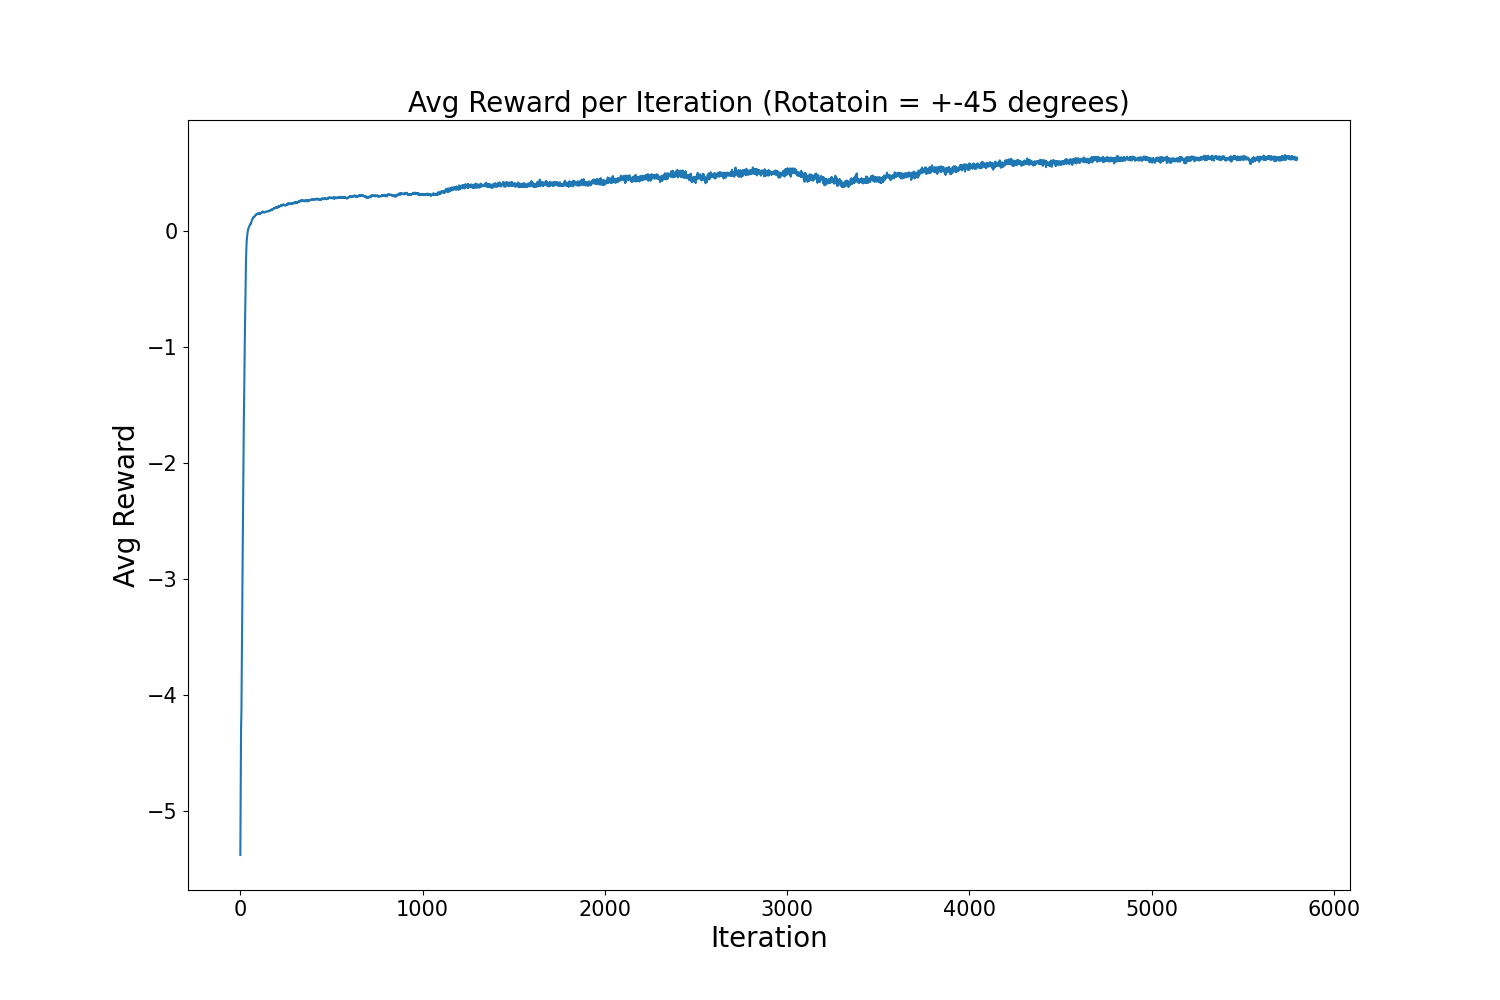 Avg Reward per Iteration (Rotatoin = +-45 degrees)
Avg Reward
0
−1
−2
−3
−4
−5
0 1000 2000 3000 4000 5000 6000
Iteration